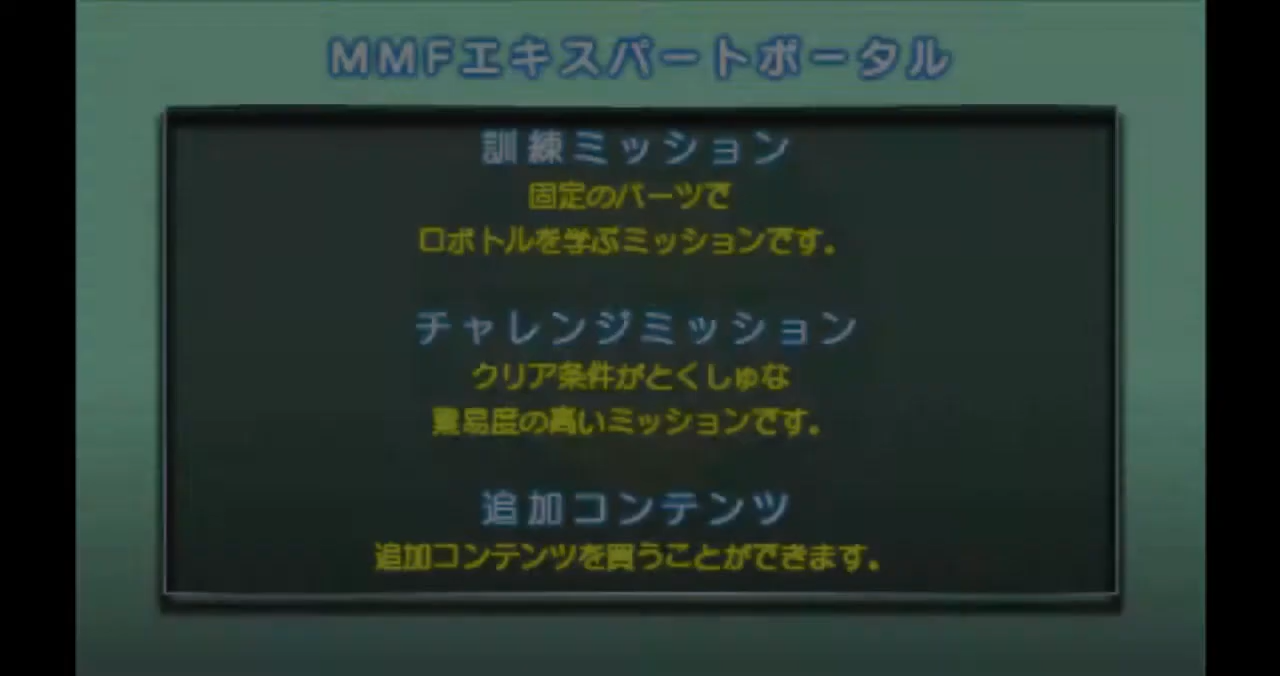 MMFエキスパートポータル
訓練ミッション
固定のパーツで
ロボトルを学ぶミッションです。
チャレンジミッション
クリア条件がとくしゅな
難易度の高いミッションです。
追加コンテンツ
追加コンテンツを買うことができます。